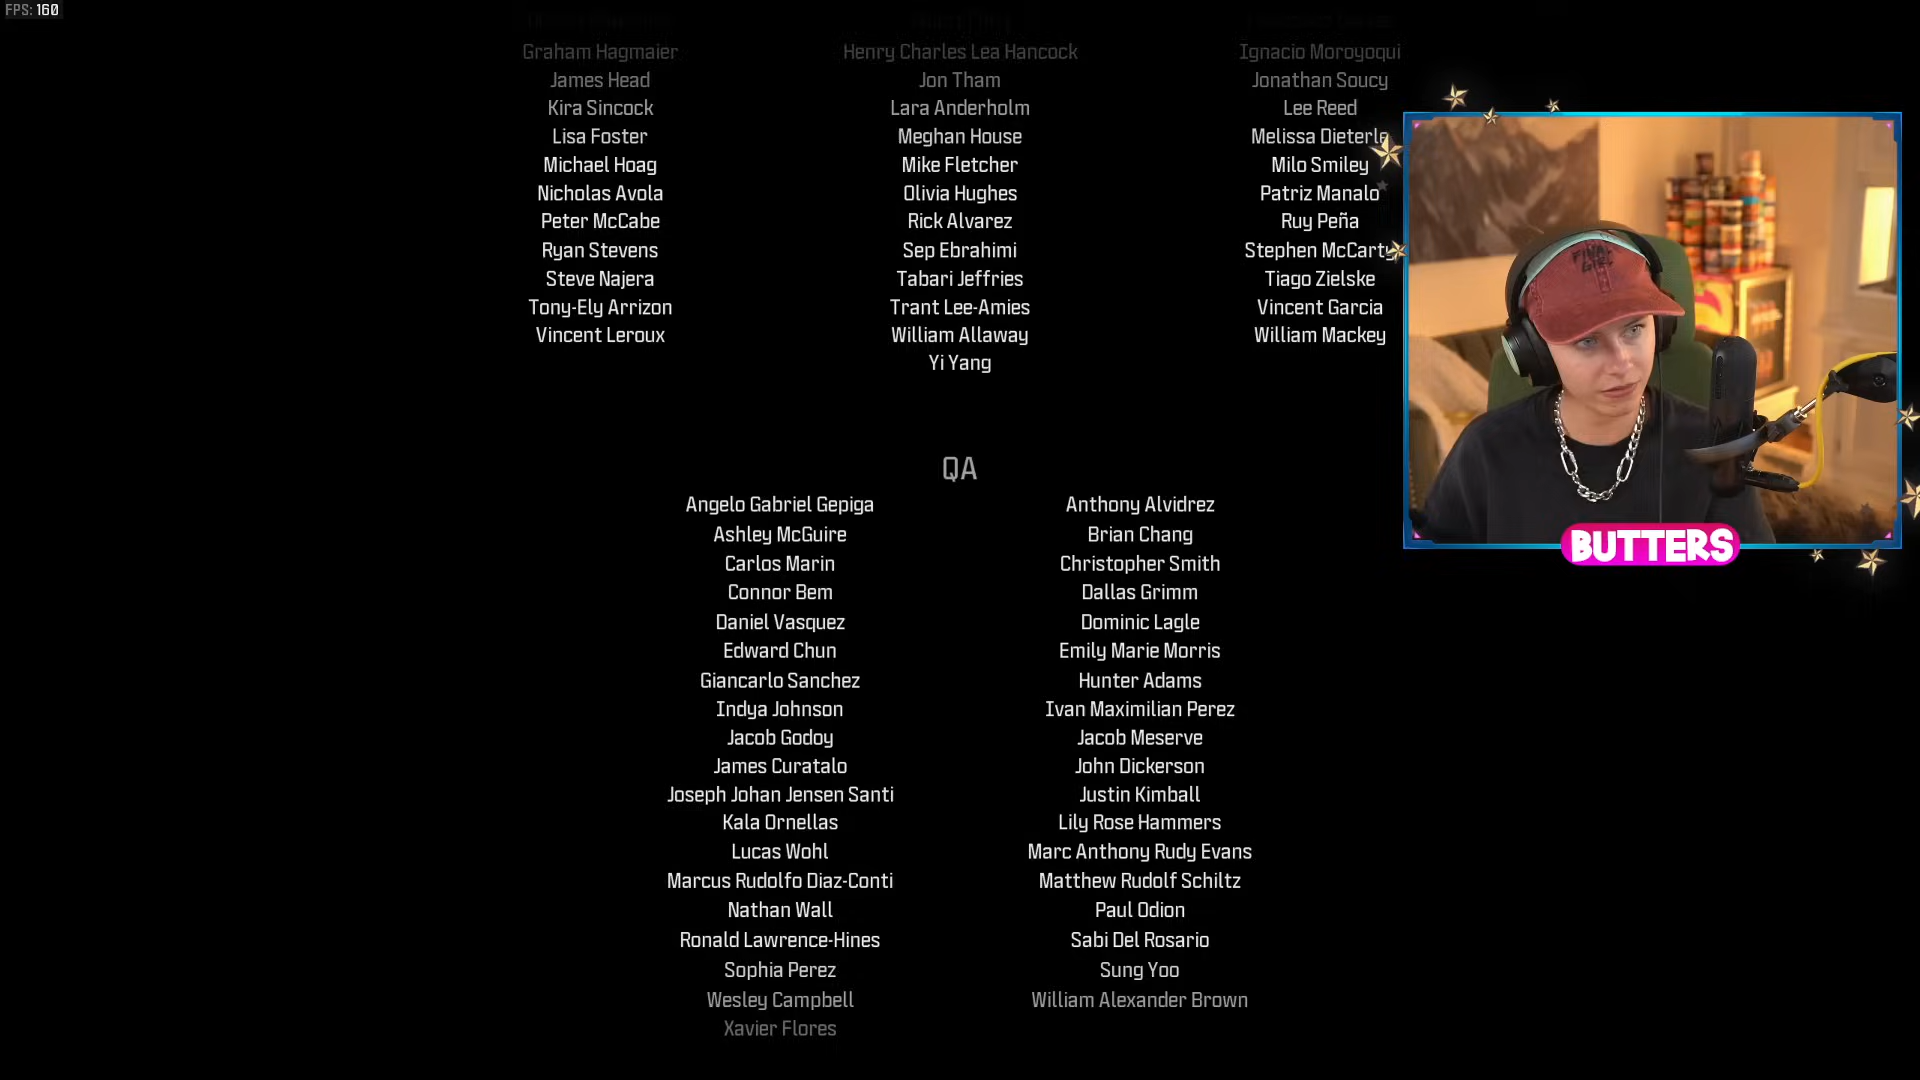 FPS: 160
Graham Hagmaier Henry Charles Lea Hancock Ignacio Moroyoqui
James Head Jon Tham Jonathan Soucy
Kira Sincock Lara Anderholm Lee Reed
Lisa Foster Meghan House Melissa Dieterle
Michael Hoag Mike Fletcher Milo Smiley
Nicholas Avola Olivia Hughes Patriz Manalo
Peter McCabe Rick Alvarez Ruy Peña
Ryan Stevens Sep Ebrahimi Stephen McCarty
Steve Najera Tabari Jeffries Tiago Zielske
Tony-Ely Arrizon Trant Lee-Amies Vincent Garcia
Vincent Leroux William Allaway William Mackey
Yi Yang
BUTTERS
QA
Angelo Gabriel Gepiga Anthony Alvidrez
Ashley McGuire Brian Chang
Carlos Marin Christopher Smith
Connor Bem Dallas Grimm
Daniel Vasquez Dominic Lagle
Edward Chun Emily Marie Morris
Giancarlo Sanchez Hunter Adams
Indya Johnson Ivan Maximilian Perez
Jacob Godoy Jacob Meserve
James Curatalo John Dickerson
Joseph Johan Jensen Santi Justin Kimball
Kala Ornellas Lily Rose Hammers
Lucas Wohl Marc Anthony Rudy Evans
Marcus Rudolfo Diaz-Conti Matthew Rudolf Schiltz
Nathan Wall Paul Odion
Ronald Lawrence-Hines Sabi Del Rosario
Sophia Perez Sung Yoo
Wesley Campbell William Alexander Brown
Xavier Flores